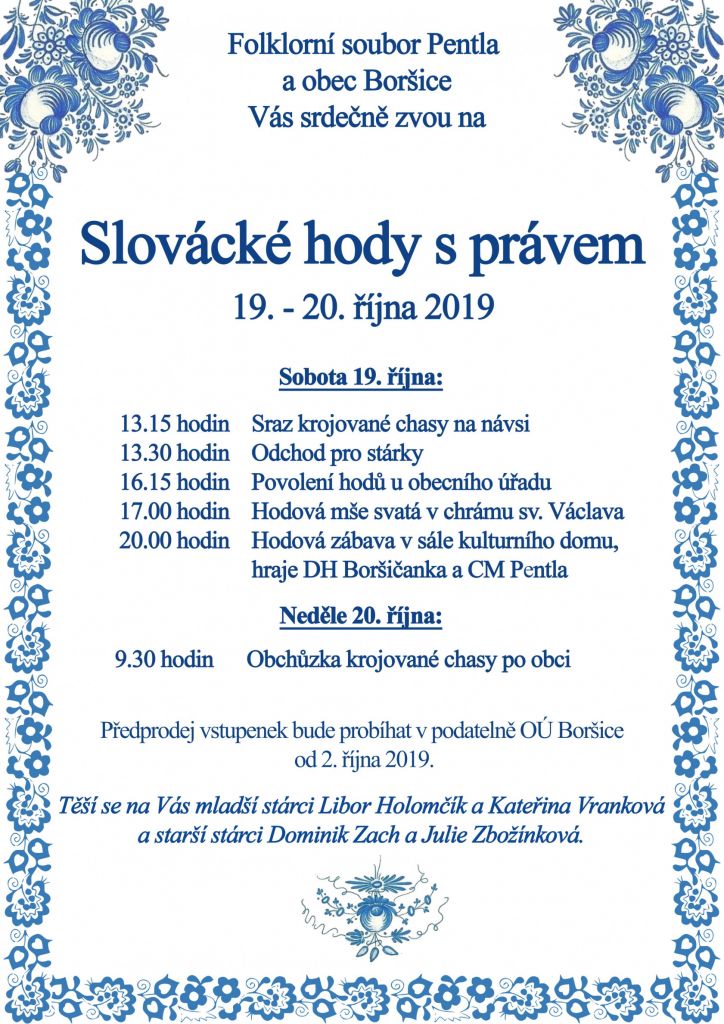 Folklorní soubor Pentla
a obec Boršice
Vás srdečně zvou na
Slovácké hody s právem
19. - 20. října 2019
Sobota 19. října:
13.15 hodin Sraz krojované chasy na návsi
13.30 hodin Odchod pro stárky
16.15 hodin Povolení hodů u obecního úřadu
17.00 hodin Hodová mše svatá v chrámu sv. Václava
20.00 hodin Hodová zábava v sále kulturního domu,
hraje DH Boršičanka a CM Pentla
Neděle 20. října:
9.30 hodin Obchůzka krojované chasy po obci
Předprodej vstupenek bude probíhat v podatelně OÚ Boršice
od 2. října 2019.
Těší se na Vás mladší stárci Libor Holomčík a Kateřina Vranková
a starší stárci Dominik Zach a Julie Zbožínková.